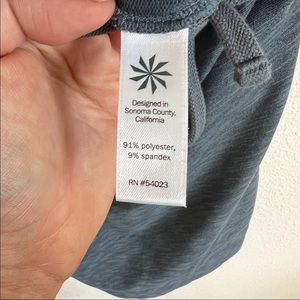 Designed in
Sonoma County,
California
91% polyester,
9% spandex
RN #54023